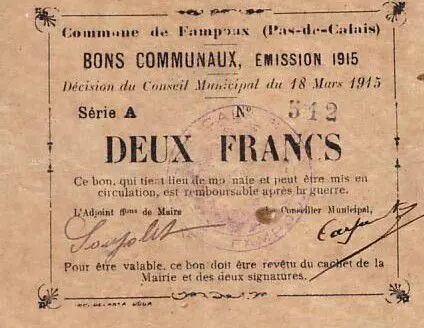 Commune de Fampoux (Pas-de-Calais)
BONS COMMUNAUX, EMISSION 1915
Décision du Conseil Municipal du 18 Mars 1915
Série A N° 512
DEUX FRANCS
Ce bon, qui tient lieu de monnaie et peut être mis en
circulation, est remboursable après la guerre.
L'Adjoint ffons de Maire Le Conseiller Municipal,
Pour être valable, ce bon doit être revêtu du cachet de la
Mairie et des deux signatures.